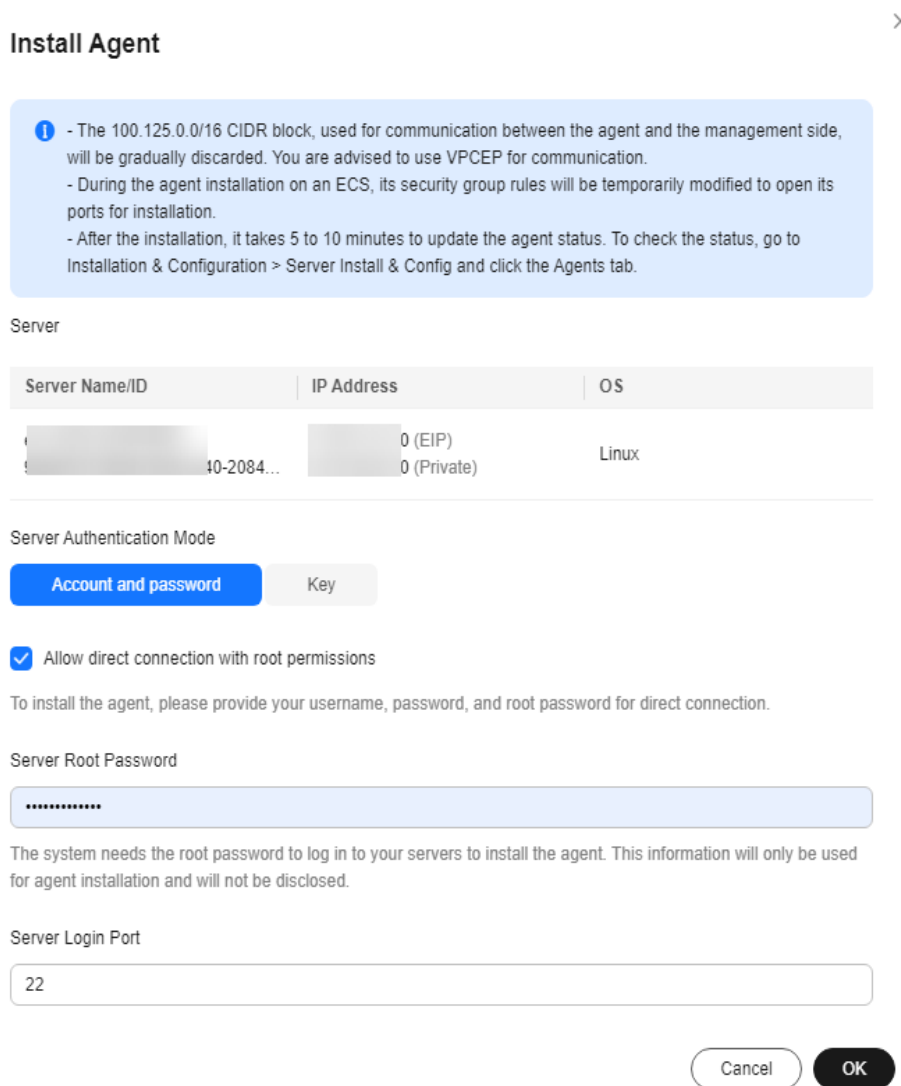 Install Agent
- The 100.125.0.0/16 CIDR block, used for communication between the agent and the management side,
will be gradually discarded. You are advised to use VPCEP for communication.
- During the agent installation on an ECS, its security group rules will be temporarily modified to open its
ports for installation.
- After the installation, it takes 5 to 10 minutes to update the agent status. To check the status, go to
Installation & Configuration > Server Install & Config and click the Agents tab.
Server
Server Name/ID IP Address OS
0 (EIP)
40-2084... 0 (Private) Linux
Server Authentication Mode
Account and password Key
Allow direct connection with root permissions
To install the agent, please provide your username, password, and root password for direct connection.
Server Root Password
•••••••••••••
The system needs the root password to log in to your servers to install the agent. This information will only be used
for agent installation and will not be disclosed.
Server Login Port
22
Cancel OK